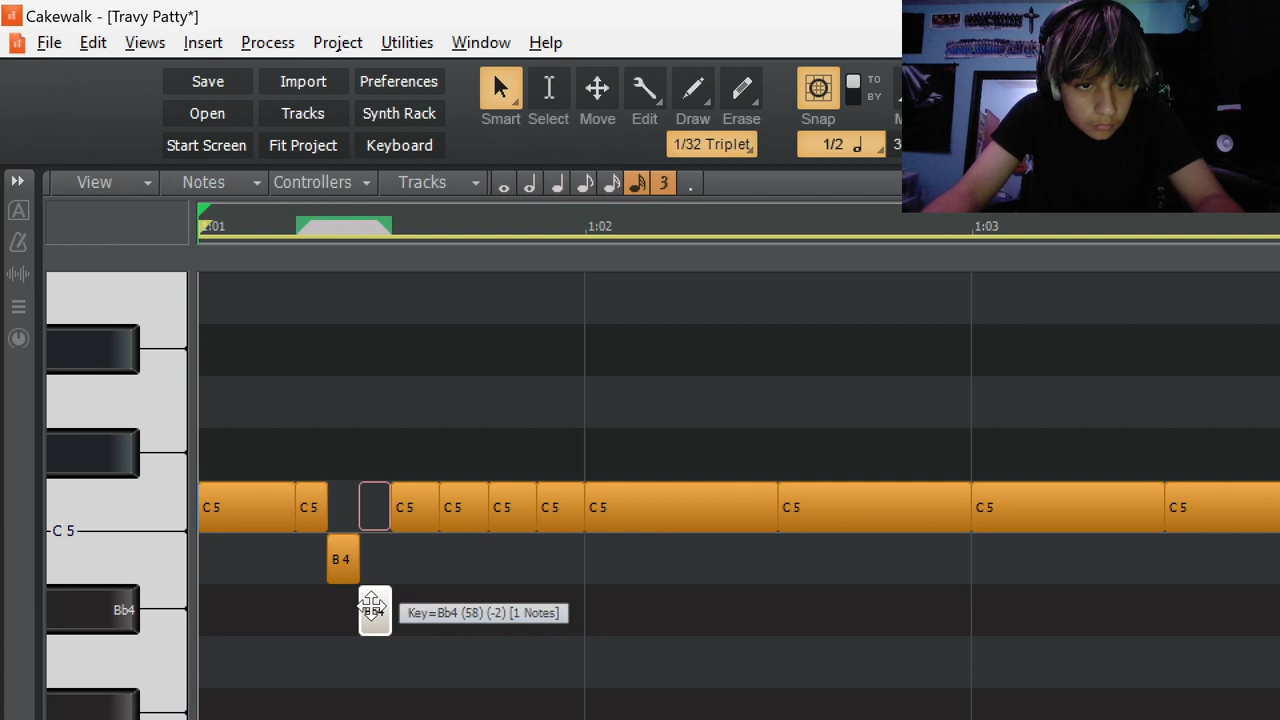 Cakewalk - [Travy Patty*]
File Edit Views Insert Process Project Utilities Window Help
Save Import Preferences
Open Tracks Synth Rack
Start Screen Fit Project Keyboard
Smart Select Move Edit Draw Erase Snap
TO
BY
1/32 Triplet 1/2 3
View Notes Controllers Tracks 3 .
1:01 1:02 1:03
C 5 C 5 C 5 C 5 C 5 C 5 C 5 C 5 C 5 C 5
C 5
B 4
Bb4
Key=Bb4 (58) (-2) [1 Notes]